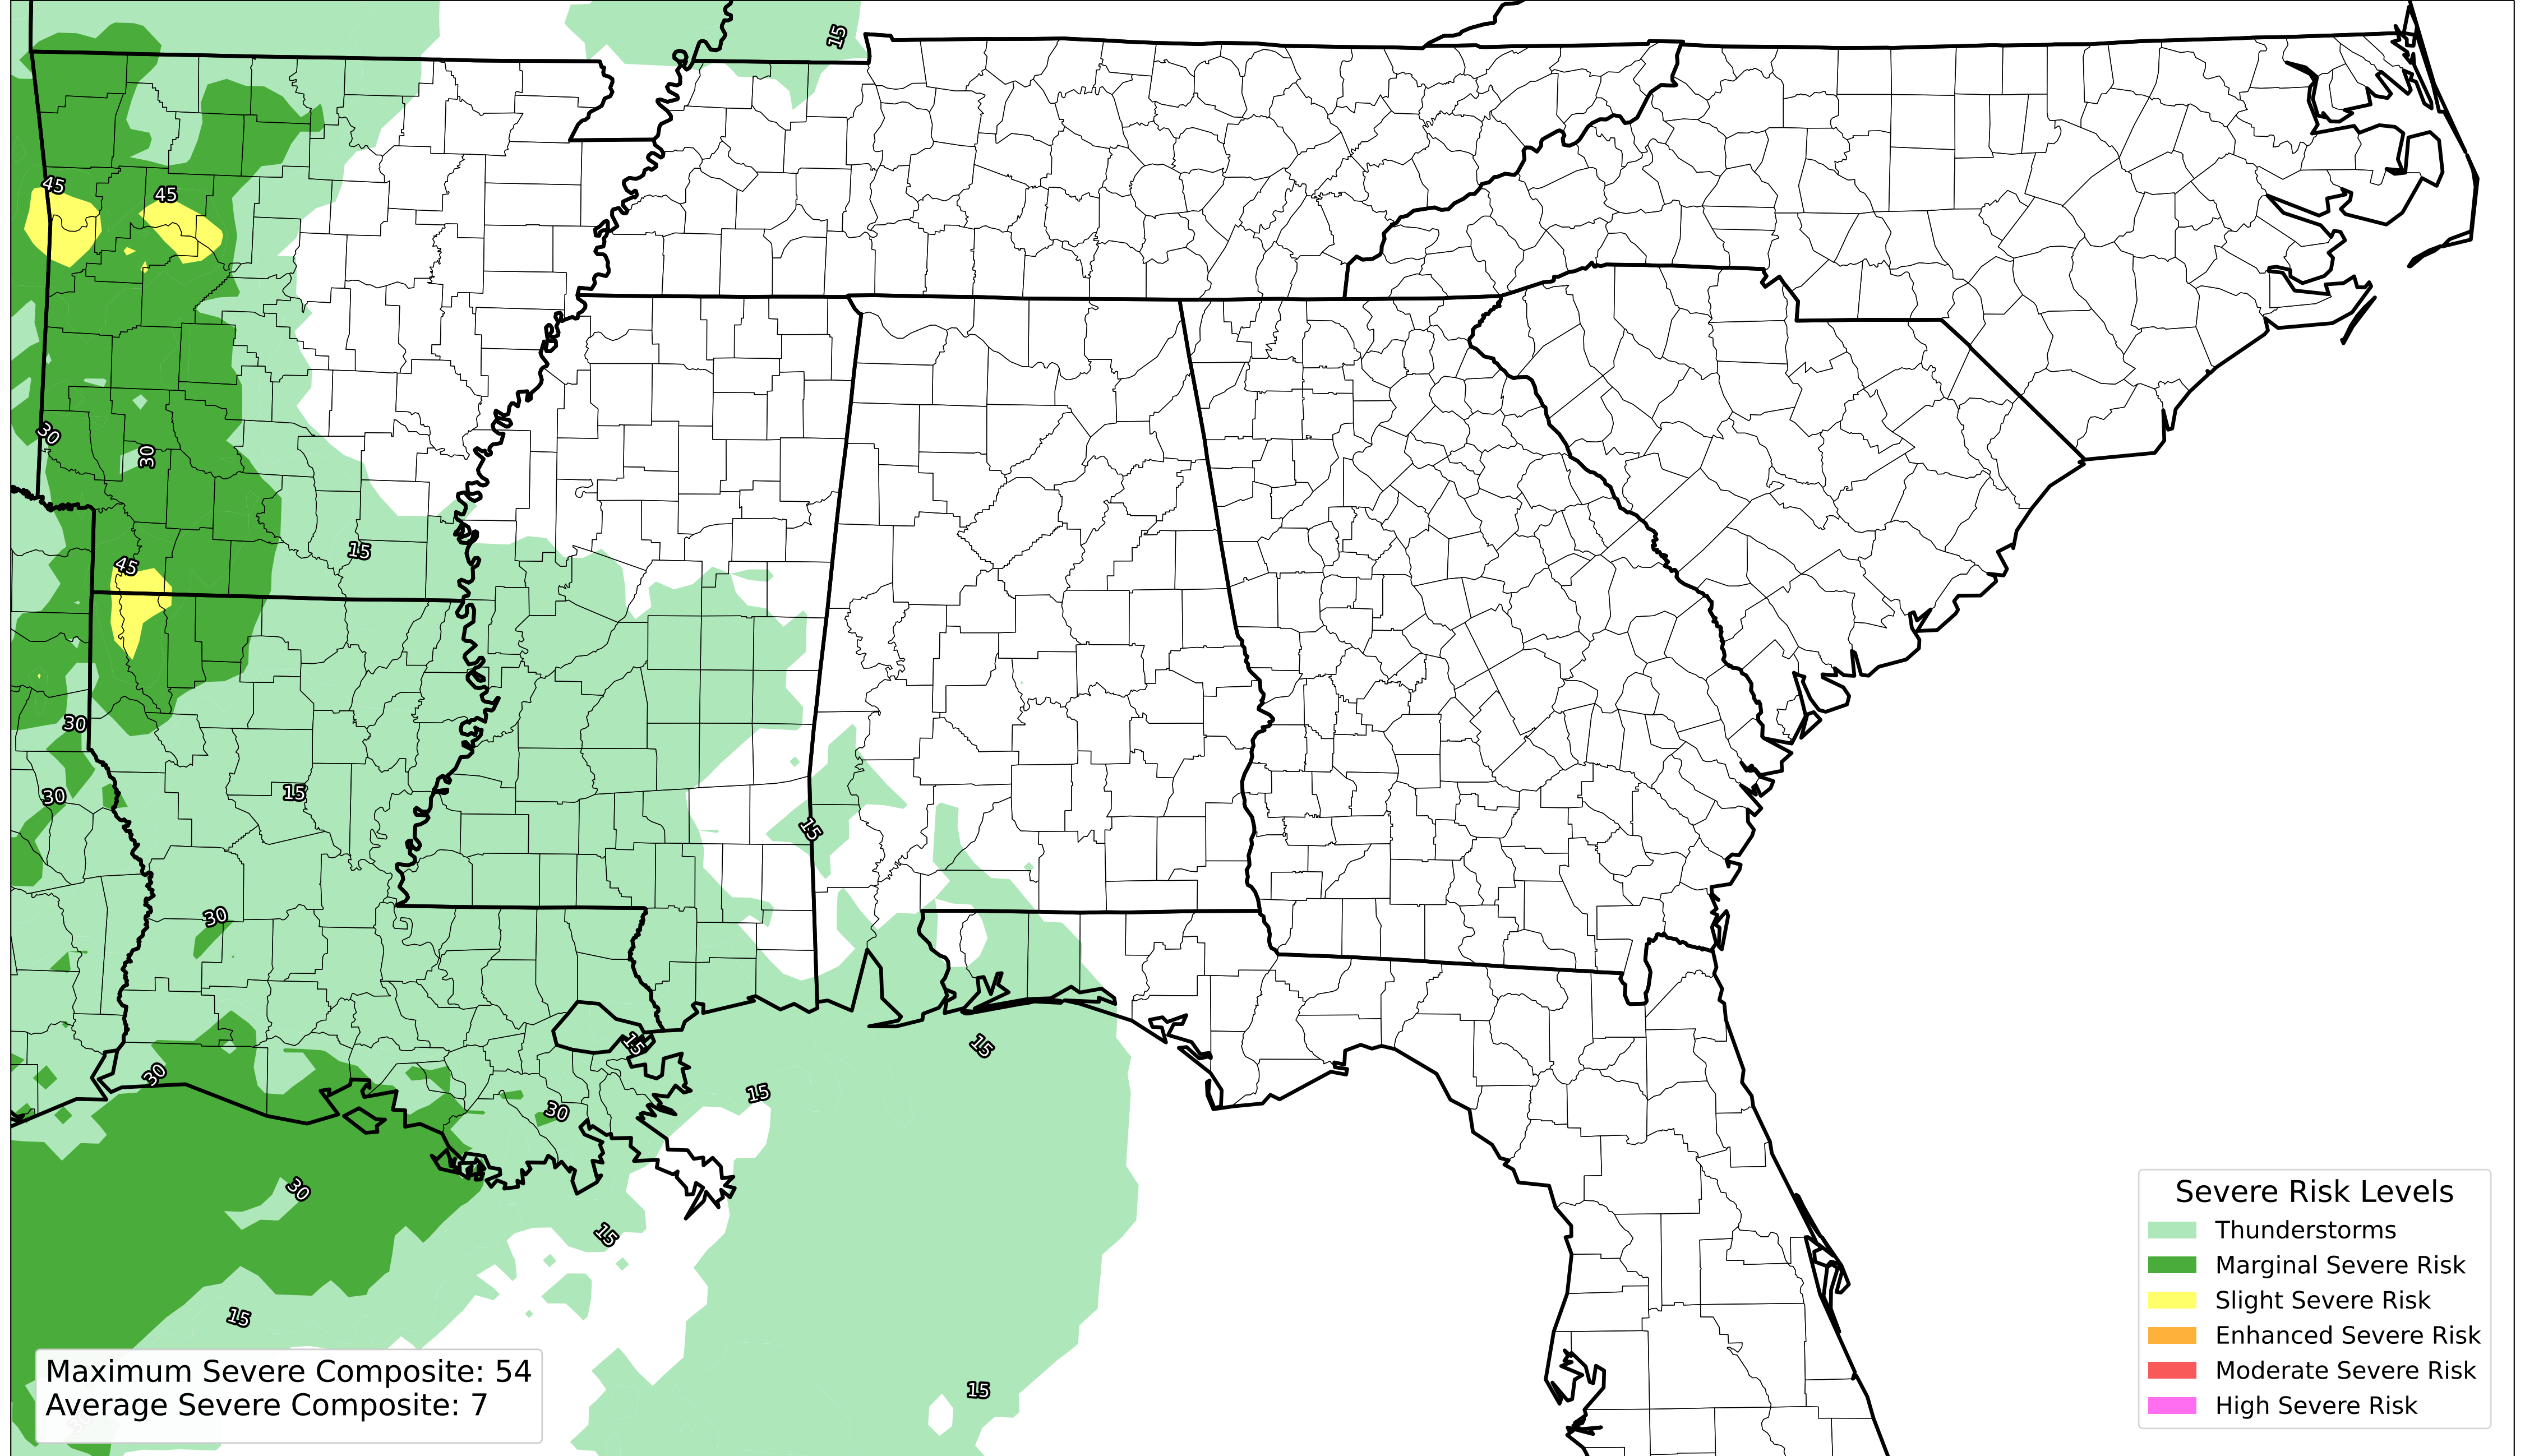 15
45
45
30
30
45
15
30
30
15
15
30
15
15
30
15
30
30
15
15
15
Severe Risk Levels
Thunderstorms
Marginal Severe Risk
Slight Severe Risk
Enhanced Severe Risk
Moderate Severe Risk
High Severe Risk
Maximum Severe Composite: 54
Average Severe Composite: 7